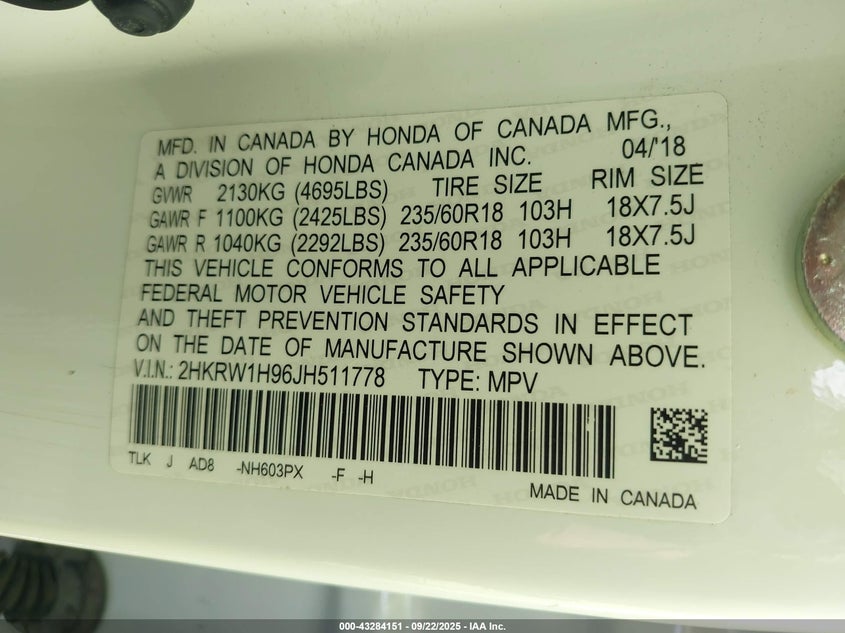 MFD. IN CANADA BY HONDA OF CANADA MFG.,
A DIVISION OF HONDA CANADA INC. 04/'18
GVWR 2130KG (4695LBS) TIRE SIZE RIM SIZE
GAWR F 1100KG (2425LBS) 235/60R18 103H 18X7.5J
GAWR R 1040KG (2292LBS) 235/60R18 103H 18X7.5J
THIS VEHICLE CONFORMS TO ALL APPLICABLE
FEDERAL MOTOR VEHICLE SAFETY
AND THEFT PREVENTION STANDARDS IN EFFECT
ON THE DATE OF MANUFACTURE SHOWN ABOVE.
V.I.N.: 2HKRW1H96JH511778 TYPE: MPV
TLK J AD8 -NH603PX -F -H
MADE IN CANADA
000-43284151 - 09/22/2025 - IAA Inc.